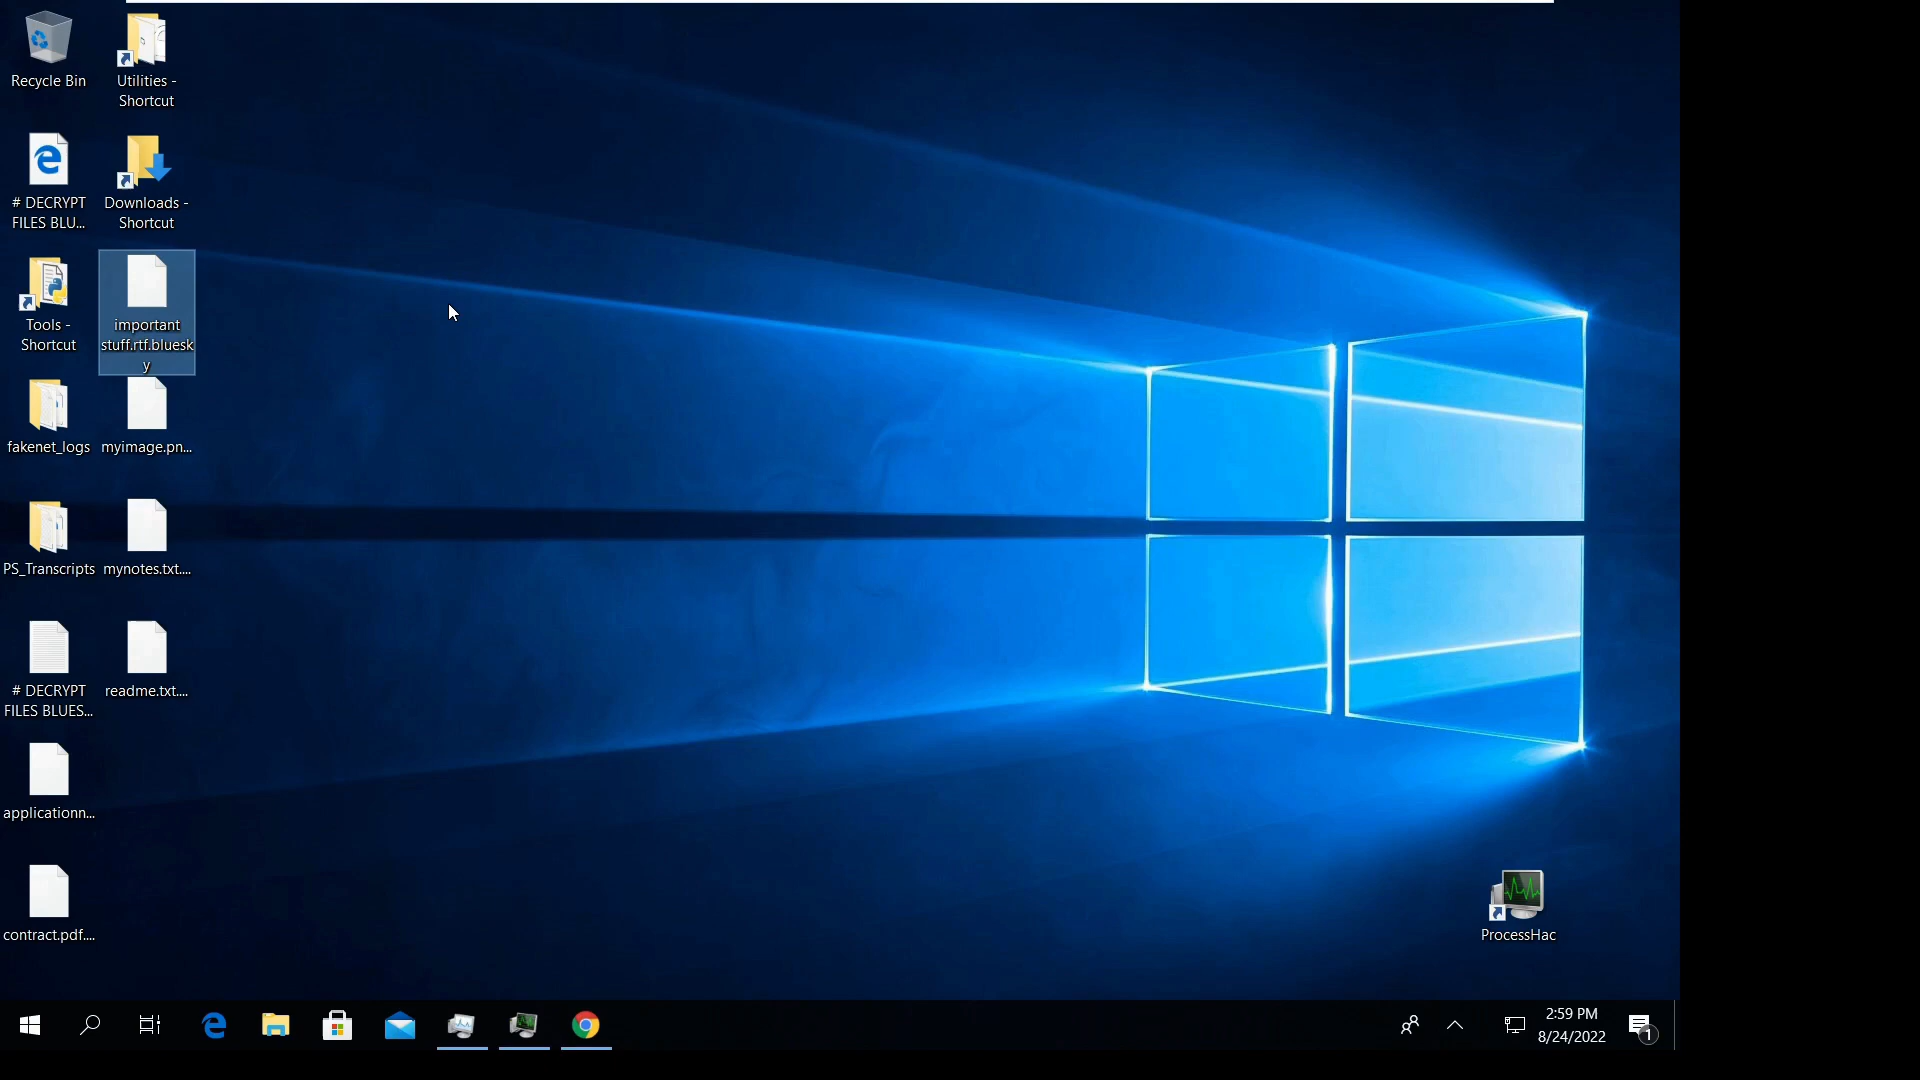 Recycle Bin
Utilities -
Shortcut
# DECRYPT
FILES BLU...
Downloads -
Shortcut
Tools -
Shortcut
important
stuff.rtf.bluesk
y
fakenet_logs
myimage.pn...
PS_Transcripts
mynotes.txt....
# DECRYPT
FILES BLUES...
readme.txt....
applicationn...
contract.pdf....
ProcessHac
2:59 PM
8/24/2022
1